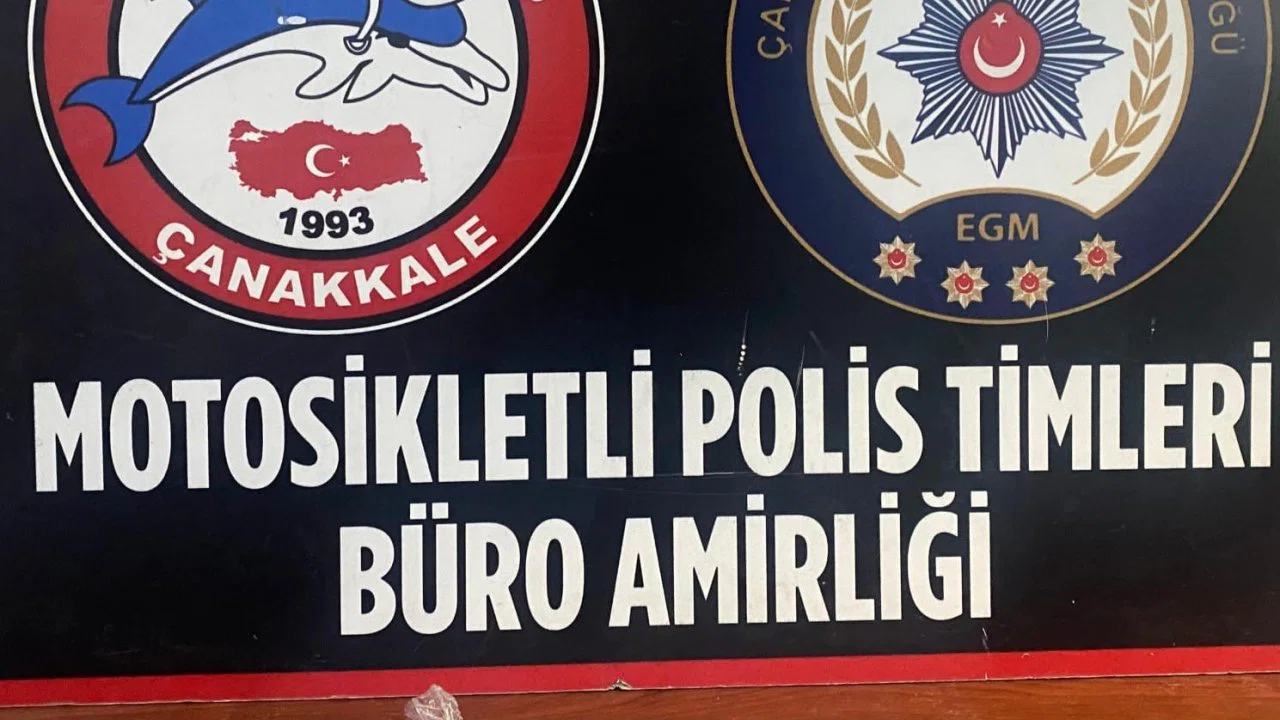 1993
ÇANAKKALE
EGM
MOTOSİKLETLİ POLİS TİMLERİ
BÜRO AMİRLİĞİ